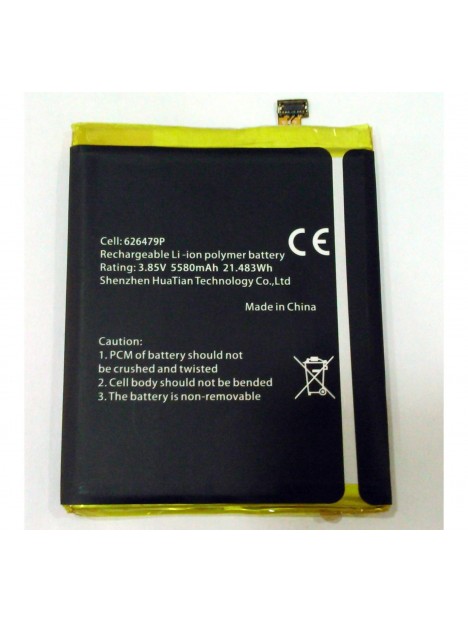 Cell: 626479P
Rechargeable Li -ion polymer battery
Rating: 3.85V 5580mAh 21.483Wh
Shenzhen HuaTian Technology Co.,Ltd
CE
Made in China
Caution:
1. PCM of battery should not
be crushed and twisted
2. Cell body should not be bended
3. The battery is non-removable